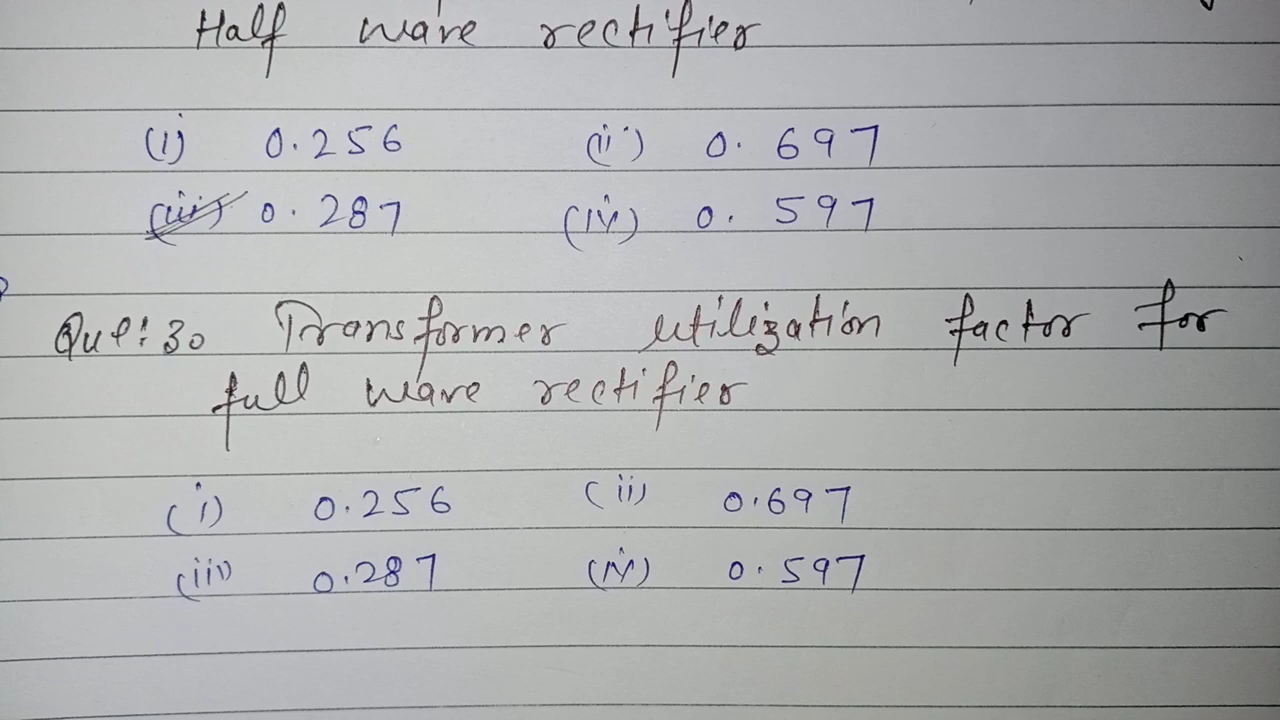 Half wave rectifier
(i) 0.256 (ii) 0.697
(iii) 0.287 (iv) 0.597
Que: 30 Transformer utilization factor for
full wave rectifier
(i) 0.256 (ii) 0.697
(iii) 0.287 (iv) 0.597